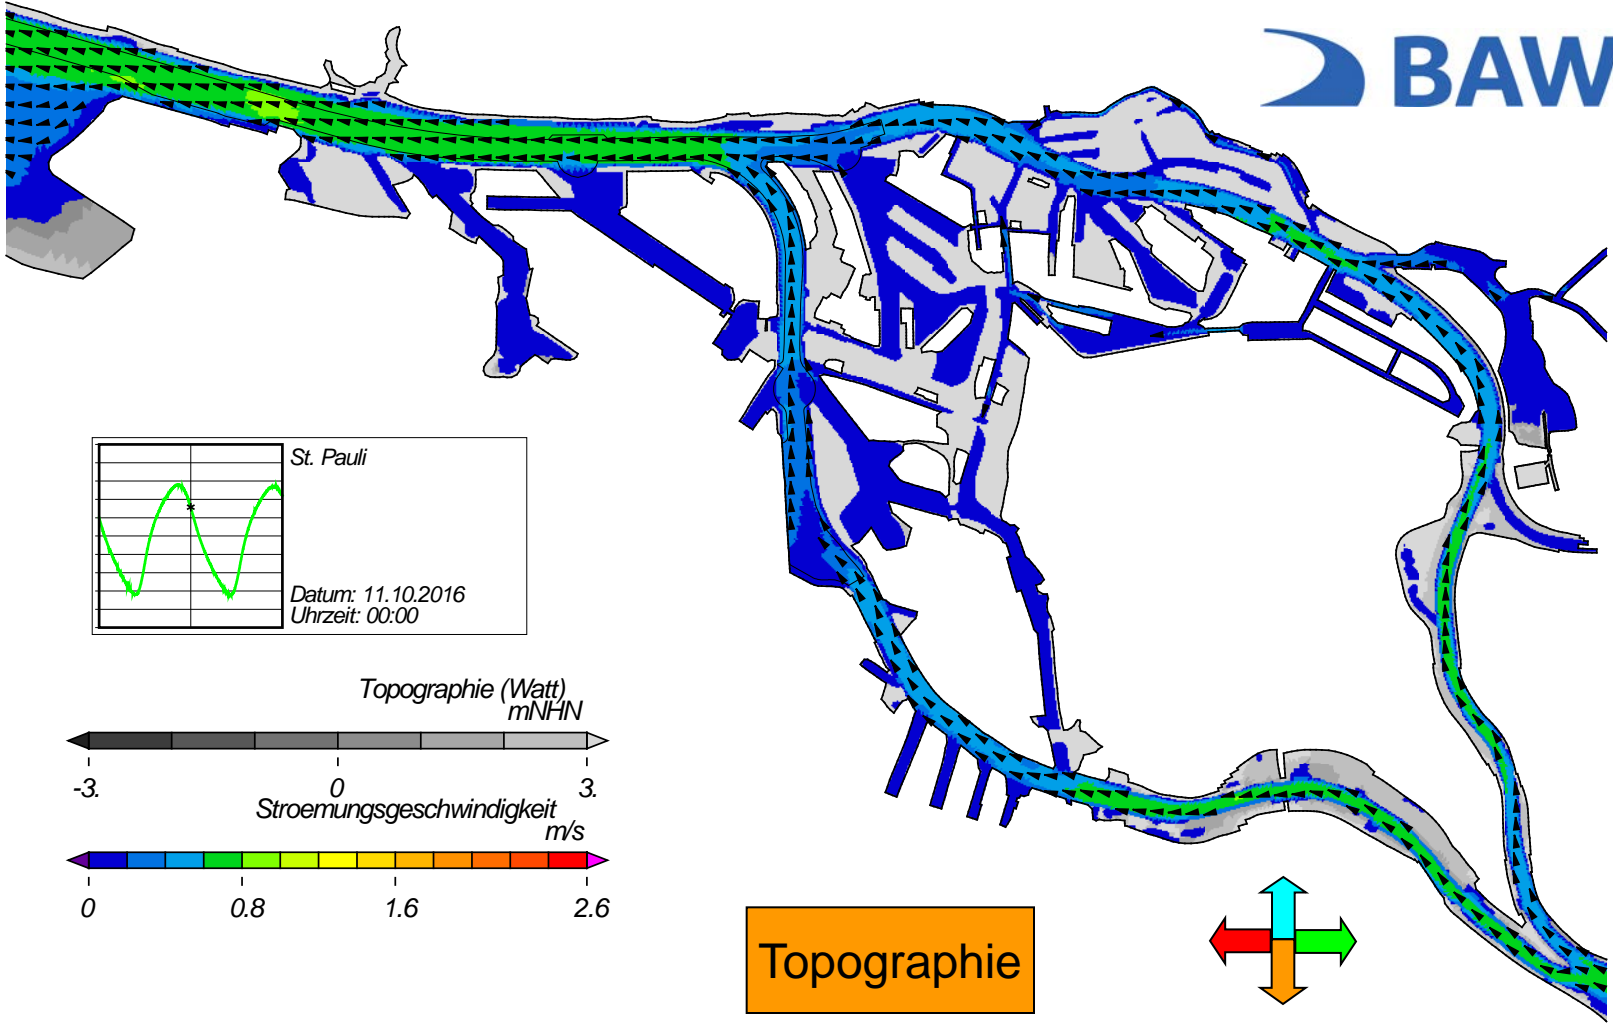 BAW
St. Pauli
Datum: 11.10.2016
Uhrzeit: 00:00
Topographie (Watt)
mNHN
-3. 0 3.
Stroemungsgeschwindigkeit
m/s
0 0.8 1.6 2.6
Topographie